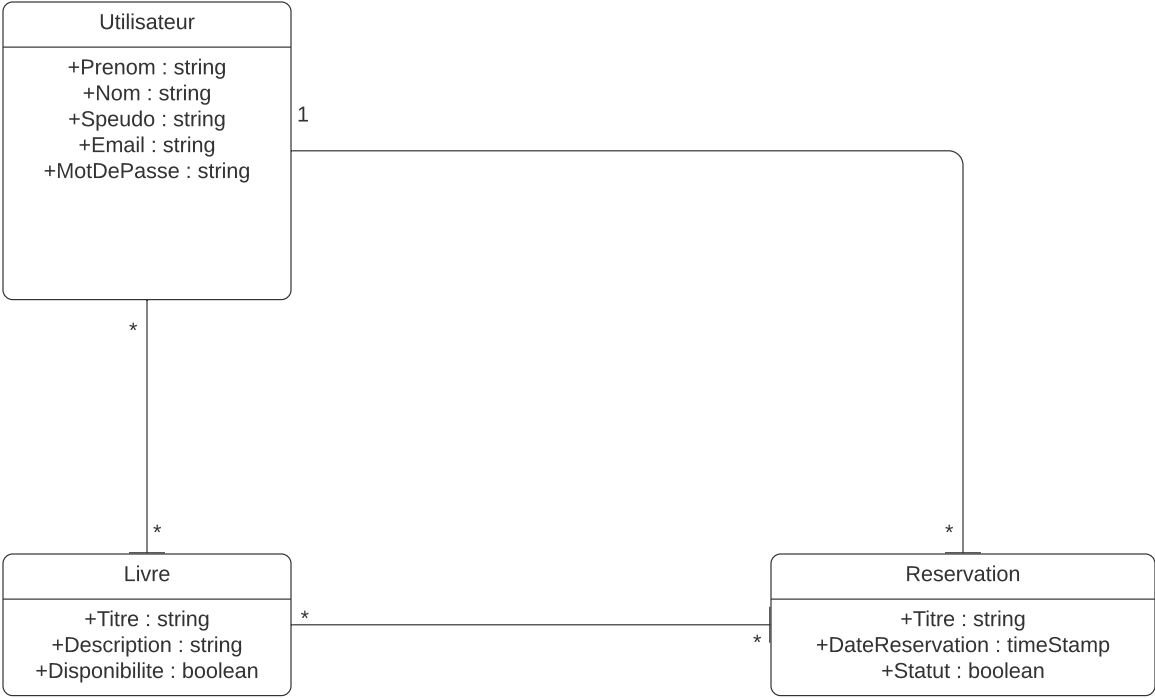 Utilisateur
+Prenom : string
+Nom : string
+Speudo : string
+Email : string
+MotDePasse : string
1
*
*
*
Livre
+Titre : string
+Description : string
+Disponibilite : boolean
*
*
Reservation
+Titre : string
+DateReservation : timeStamp
+Statut : boolean